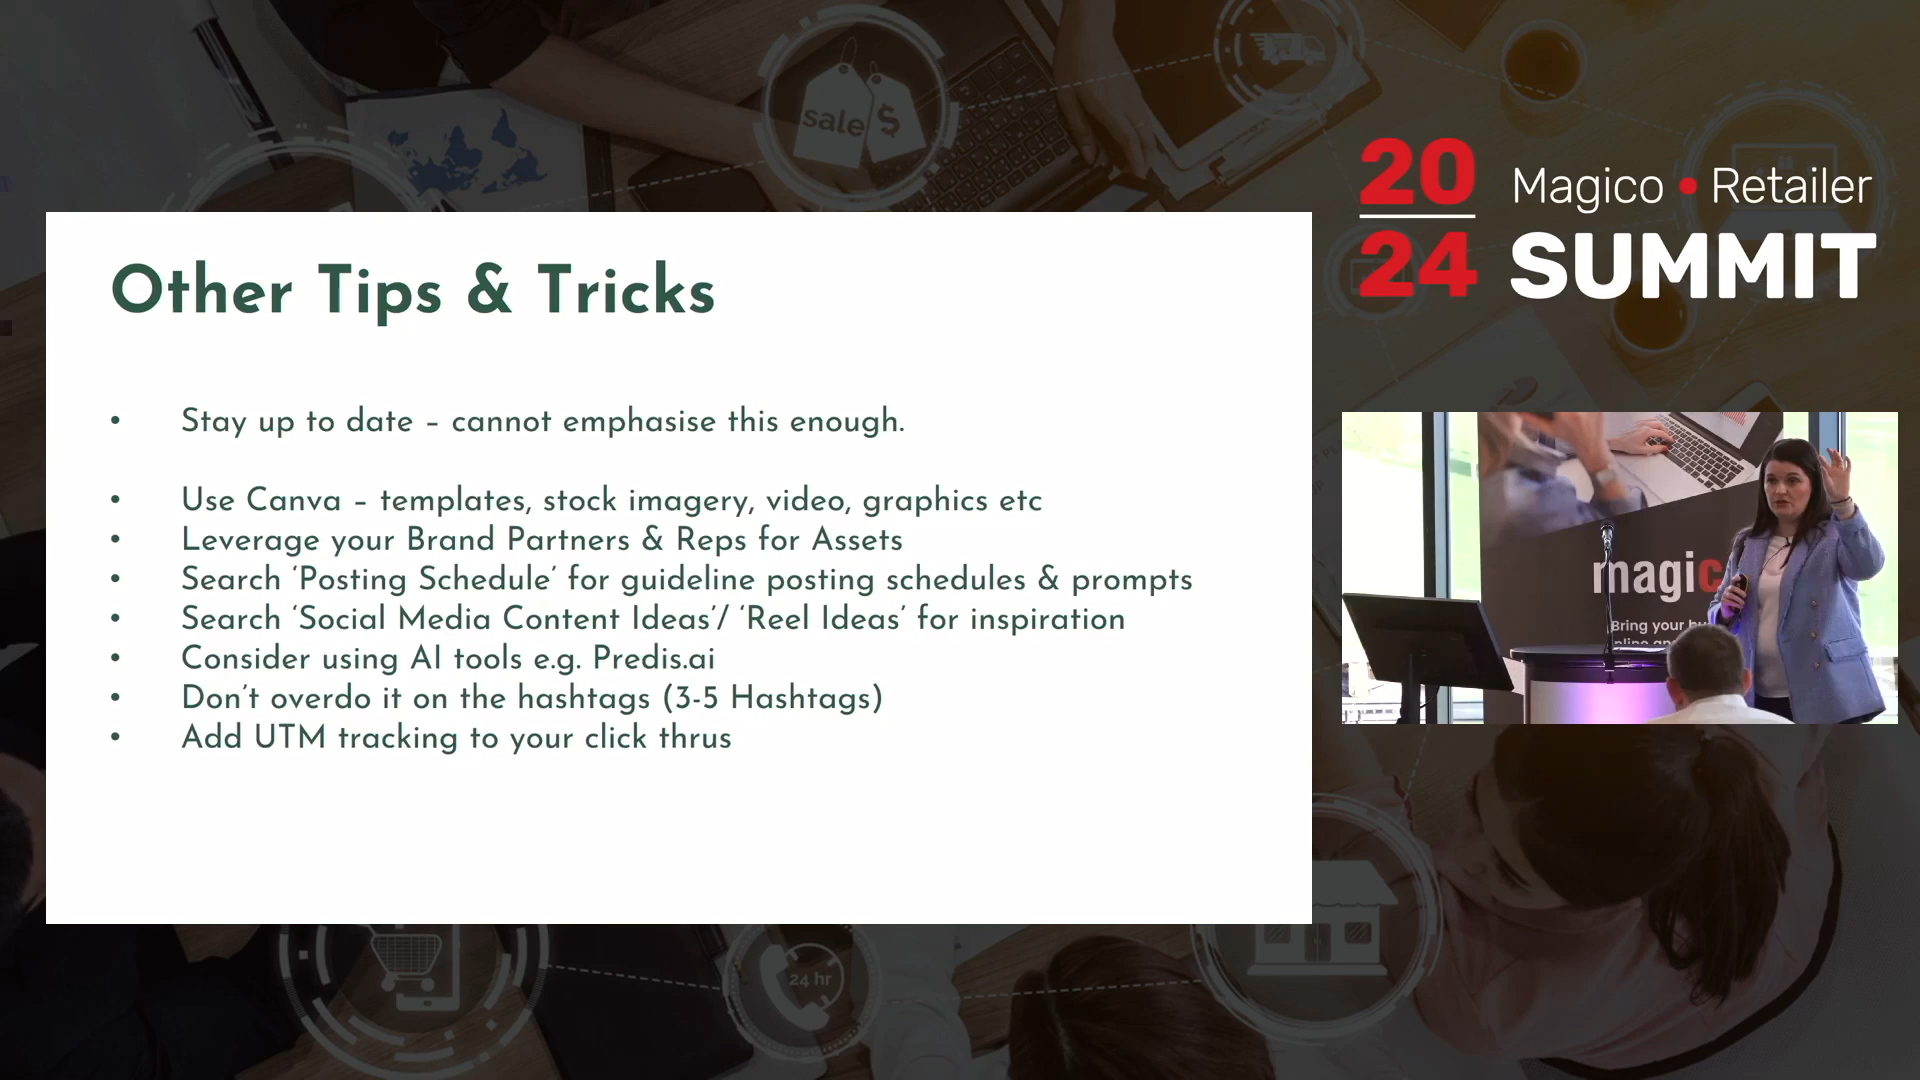 sale $
20
24
Magico • Retailer
SUMMIT
Other Tips & Tricks
• Stay up to date – cannot emphasise this enough.
• Use Canva – templates, stock imagery, video, graphics etc
• Leverage your Brand Partners & Reps for Assets
• Search ‘Posting Schedule’ for guideline posting schedules & prompts
• Search ‘Social Media Content Ideas’/ ‘Reel Ideas’ for inspiration
• Consider using AI tools e.g. Predis.ai
• Don’t overdo it on the hashtags (3-5 Hashtags)
• Add UTM tracking to your click thrus
magic
Bring your
24 hr